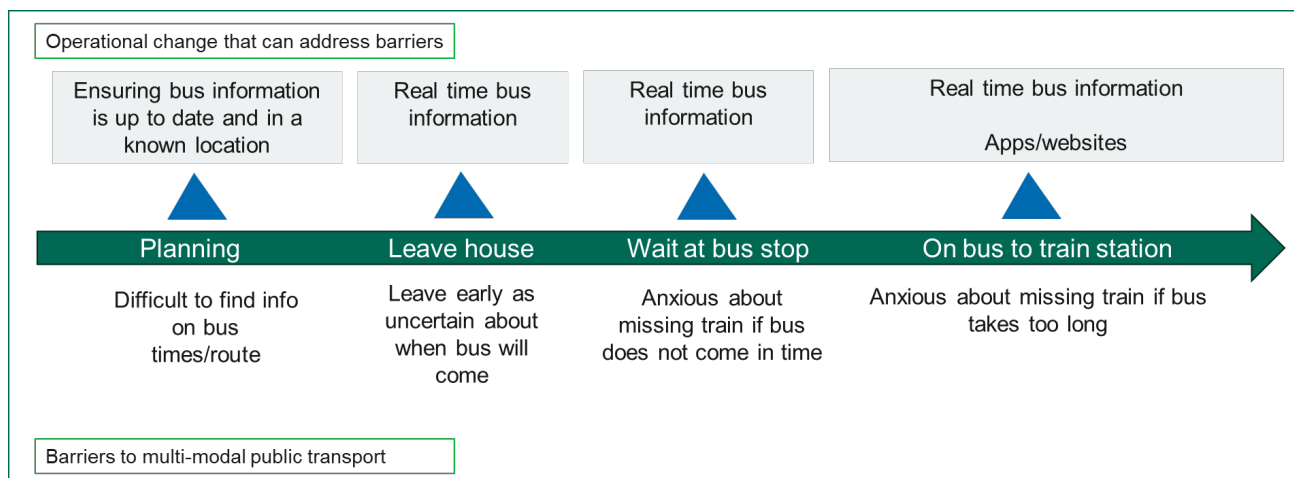 Operational change that can address barriers
Ensuring bus information
is up to date and in a
known location
Real time bus
information
Real time bus
information
Real time bus information
Apps/websites
Planning
Leave house
Wait at bus stop
On bus to train station
Difficult to find info
on bus
times/route
Leave early as
uncertain about
when bus will
come
Anxious about
missing train if bus
does not come in time
Anxious about missing train if bus
takes too long
Barriers to multi-modal public transport